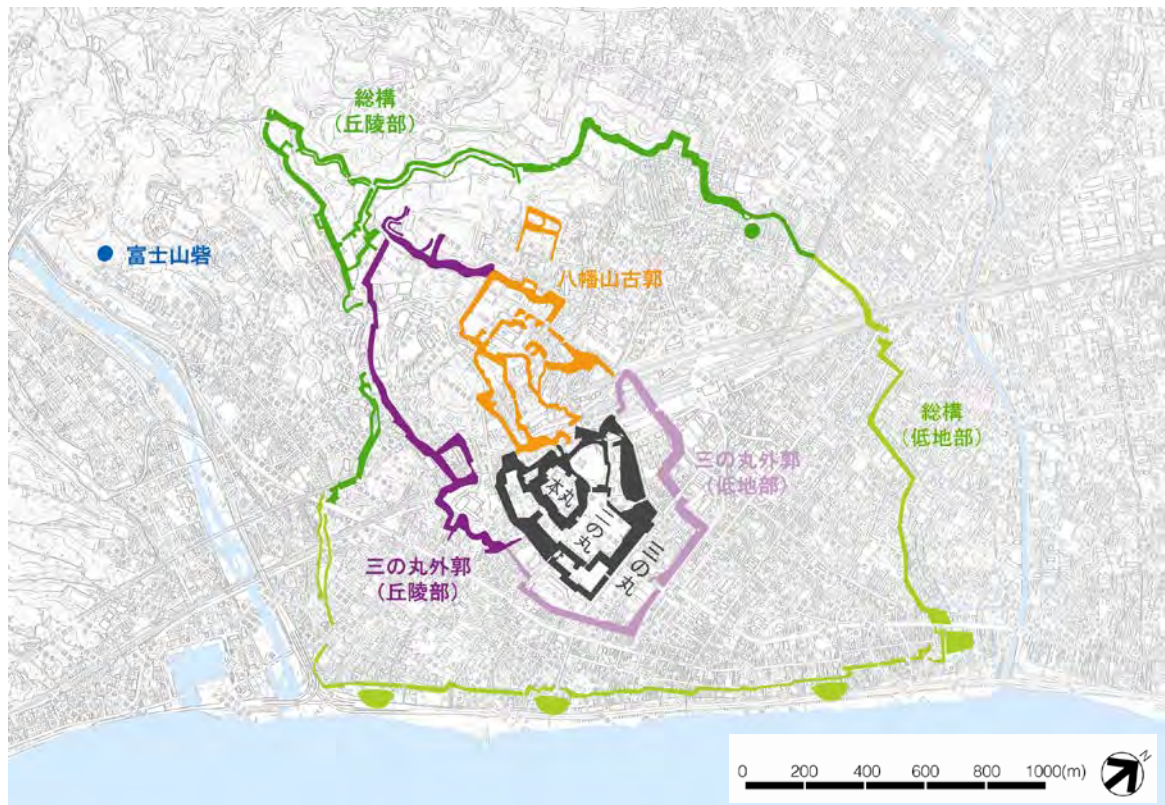 総構
（丘陵部）
富士山砦
八幡山古郭
総構
（低地部）
三の丸外郭
（低地部）
本丸
二の丸
三の丸
三の丸外郭
（丘陵部）
0 200 400 600 800 1000(m)
N